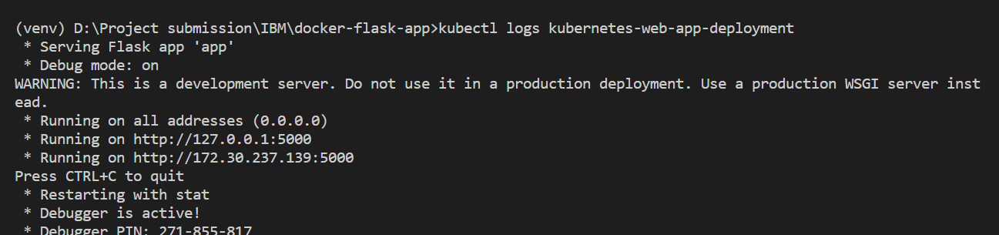 (venv) D:\Project submission\IBM\docker-flask-app>kubectl logs kubernetes-web-app-deployment
 * Serving Flask app 'app'
 * Debug mode: on
WARNING: This is a development server. Do not use it in a production deployment. Use a production WSGI server inst
ead.
 * Running on all addresses (0.0.0.0)
 * Running on http://127.0.0.1:5000
 * Running on http://172.30.237.139:5000
Press CTRL+C to quit
 * Restarting with stat
 * Debugger is active!
 * Debugger PIN: 271-855-817